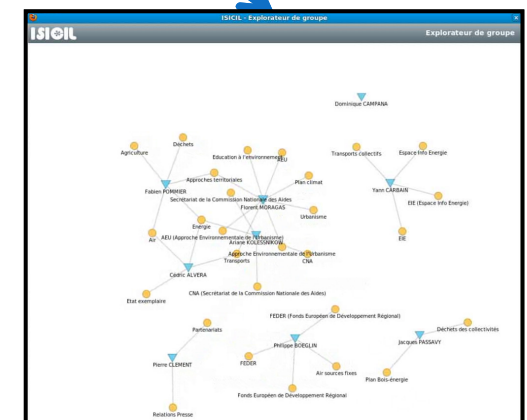 ISICIL - Explorateur de groupe
ISICIL
Explorateur de groupe
Dominique CAMPANA
Déchets
Agriculture
Education à l'environnement
AEU
Transports collectifs
Espace Info Energie
Approches territoriales
Plan climat
Fabien POMMIER
Yann CARBAIN
Secrétariat de la Commission Nationale des Aides
EIE (Espace Info Energie)
Florent MORAGAS
Urbanisme
Energie
Air
AEU (Approche Environnementale de l'Urbanisme)
EIE
Ariane KOLESSNIKOW
Approche Environnementale de l'Urbanisme
Transports
CNA
Cédric ALVERA
CNA (Secrétariat de la Commission Nationale des Aides)
Etat exemplaire
FEDER (Fonds Européen de Développement Régional)
Partenariats
Déchets des collectivités
Philippe BOEGLIN
Jacques PASSAVY
Pierre CLEMENT
FEDER
Air sources fixes
Plan Bois-énergie
Fonds Européen de Développement Régional
Relations Presse